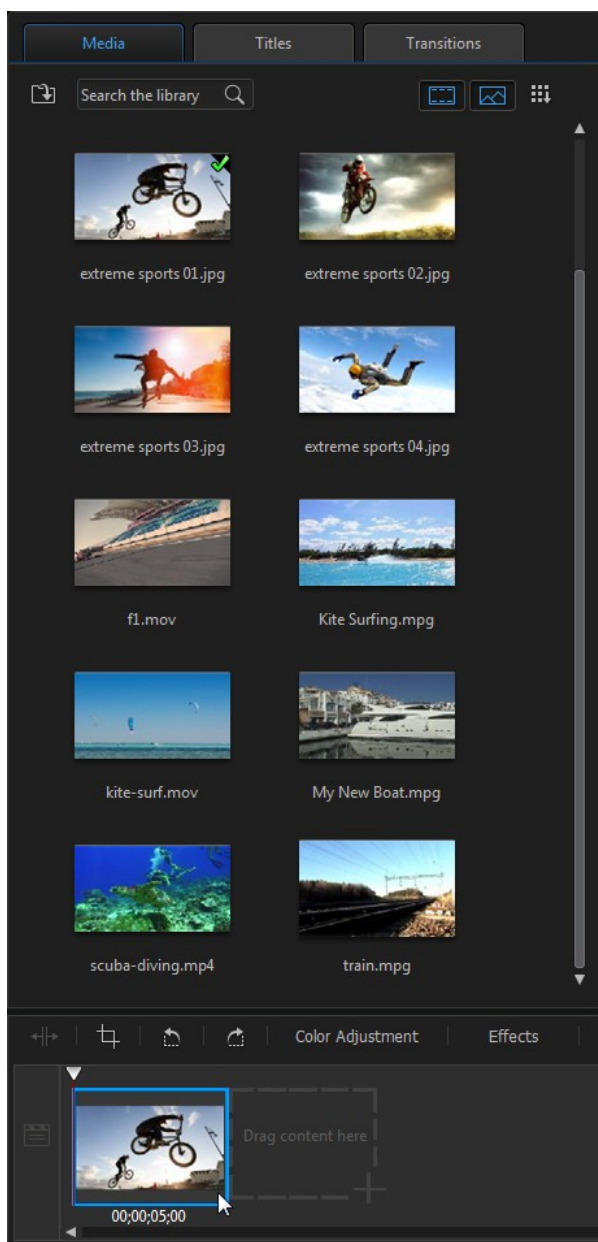 Media Titles Transitions
Search the library
extreme sports 01.jpg extreme sports 02.jpg
extreme sports 03.jpg extreme sports 04.jpg
f1.mov Kite Surfing.mpg
kite-surf.mov My New Boat.mpg
scuba-diving.mp4 train.mpg
Color Adjustment Effects
Drag content here
00;00;05;00